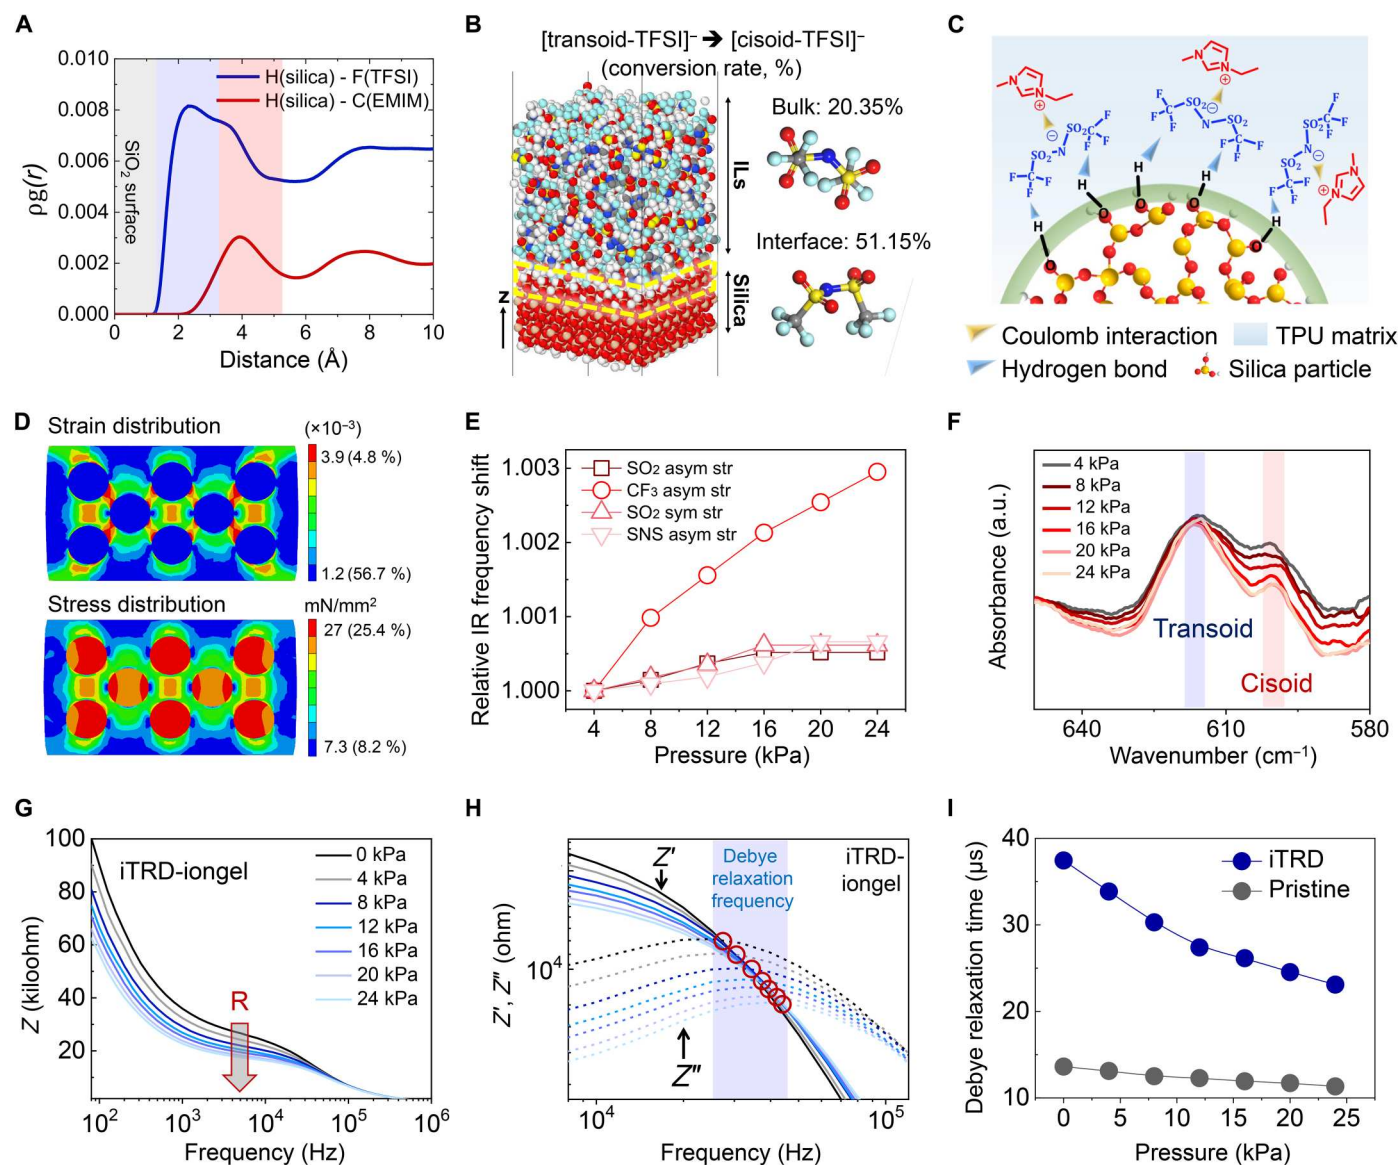 A
0.010
0.008
0.006
0.004
0.002
0.000
ρg(r)
SiO2 surface
H(silica) - F(TFSI)
H(silica) - C(EMIM)
0 2 4 6 8 10
Distance (Å)
B
[transoid-TFSI]– ➔ [cisoid-TFSI]–
(conversion rate, %)
Bulk: 20.35%
Interface: 51.15%
ILs
Silica
z
C
Coulomb interaction
TPU matrix
Hydrogen bond
Silica particle
D
Strain distribution
(×10–3)
3.9 (4.8 %)
1.2 (56.7 %)
Stress distribution
mN/mm2
27 (25.4 %)
7.3 (8.2 %)
E
Relative IR frequency shift
1.003
1.002
1.001
1.000
SO2 asym str
CF3 asym str
SO2 sym str
SNS asym str
4 8 12 16 20 24
Pressure (kPa)
F
Absorbance (a.u.)
4 kPa
8 kPa
12 kPa
16 kPa
20 kPa
24 kPa
Transoid
Cisoid
640 610 580
Wavenumber (cm–1)
G
Z (kiloohm)
100
80
60
40
20
iTRD-iongel
R
0 kPa
4 kPa
8 kPa
12 kPa
16 kPa
20 kPa
24 kPa
102 103 104 105 106
Frequency (Hz)
H
Z′, Z″ (ohm)
104
Z′
Z″
Debye
relaxation
frequency
iTRD-
iongel
104 105
Frequency (Hz)
I
Debye relaxation time (µs)
40
30
20
10
iTRD
Pristine
0 5 10 15 20 25
Pressure (kPa)